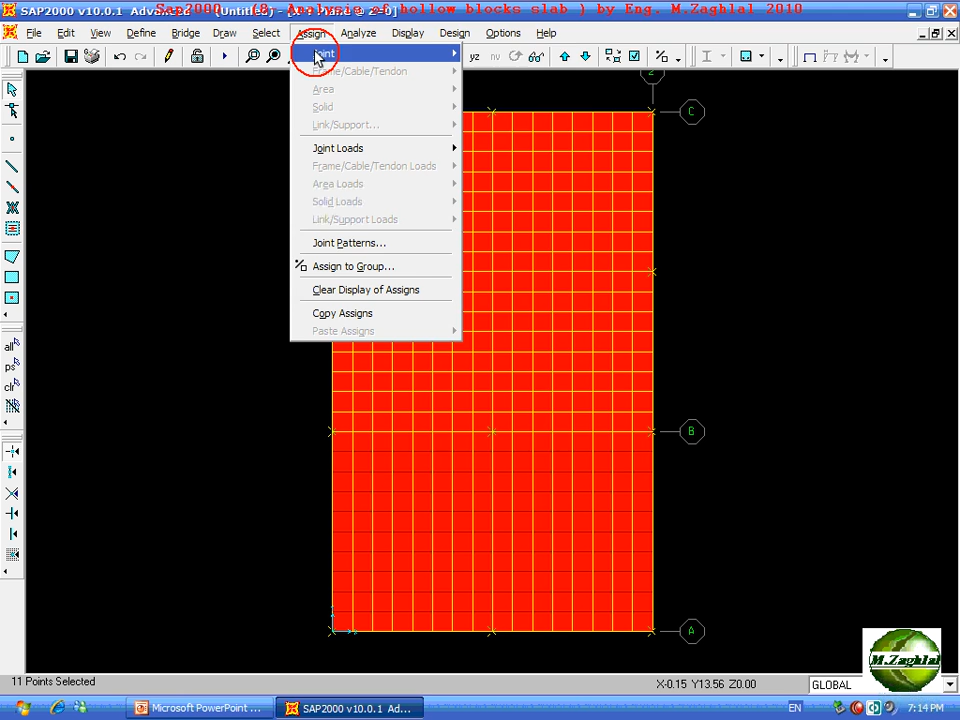 SAP2000 v10.0.1 Advanced - [Untitled]
Sap2000 (8- Analysis of hollow blocks slab ) by Eng. M.Zaghlal 2010
File Edit View Define Bridge Draw Select Assign Analyze Display Design Options Help
yz nv
Joint
Frame/Cable/Tendon
Area
Solid
Link/Support...
Joint Loads
Frame/Cable/Tendon Loads
Area Loads
Solid Loads
Link/Support Loads
Joint Patterns...
Assign to Group...
Clear Display of Assigns
Copy Assigns
Paste Assigns
2
C
B
A
all
ps
clr
M.Zaghlal
11 Points Selected
X-0.15 Y13.56 Z0.00
GLOBAL
Microsoft PowerPoint ...
SAP2000 v10.0.1 Ad...
EN
7:14 PM